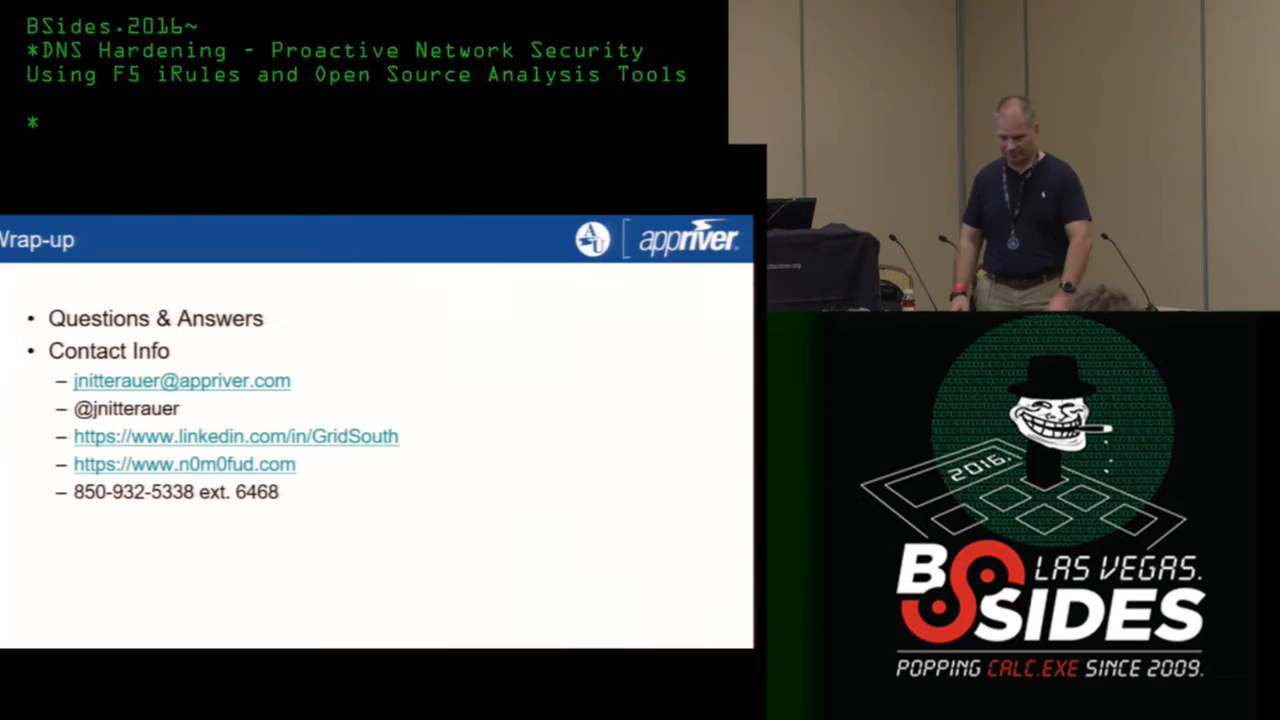 BSides.2016~
*DNS Hardening - Proactive Network Security
Using F5 iRules and Open Source Analysis Tools
*
Wrap-up
AU appriver
• Questions & Answers
• Contact Info
– jnitterauer@appriver.com
– @jnitterauer
– https://www.linkedin.com/in/GridSouth
– https://www.n0m0fud.com
– 850-932-5338 ext. 6468
2016.
BSIDES
LAS VEGAS.
POPPING CALC.EXE SINCE 2009.